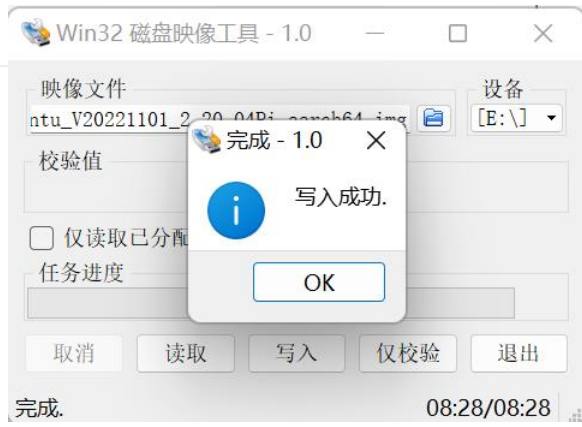 Win32 磁盘映像工具 - 1.0
映像文件
设备
ntu_V20221101_2
[E:\]
完成 - 1.0
校验值
写入成功.
仅读取已分配
OK
任务进度
取消
读取
写入
仅校验
退出
完成.
08:28/08:28